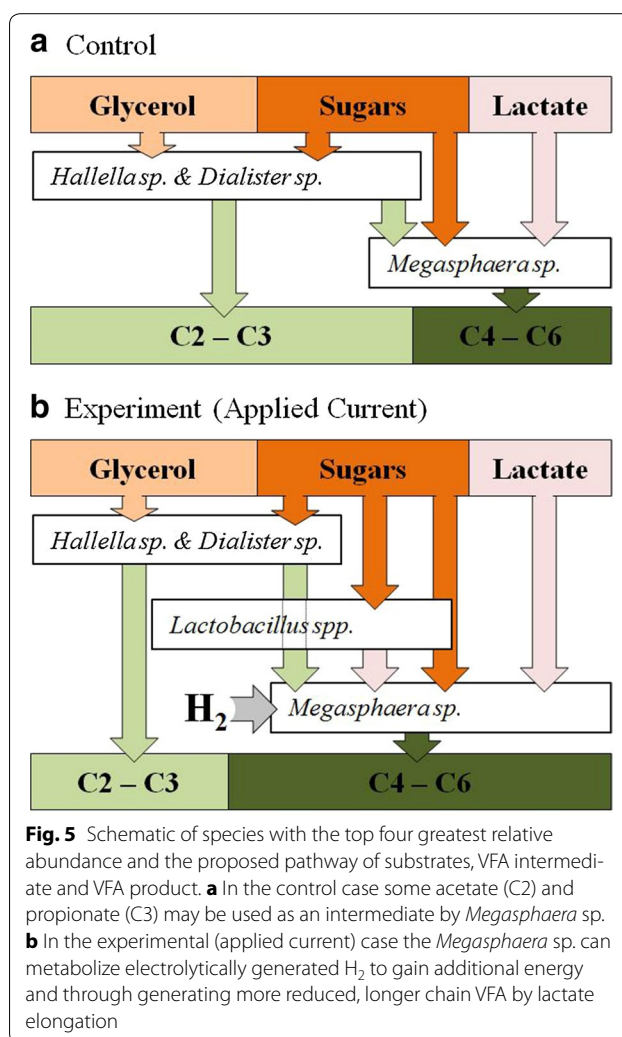 a Control
Glycerol Sugars Lactate
Hallella sp. & Dialister sp.
Megasphaera sp.
C2 – C3 C4 – C6
b Experiment (Applied Current)
Glycerol Sugars Lactate
Hallella sp. & Dialister sp.
Lactobacillus spp.
H₂ Megasphaera sp.
C2 – C3 C4 – C6
Fig. 5 Schematic of species with the top four greatest relative
abundance and the proposed pathway of substrates, VFA intermedi-
ate and VFA product. a In the control case some acetate (C2) and
propionate (C3) may be used as an intermediate by Megasphaera sp.
b In the experimental (applied current) case the Megasphaera sp. can
metabolize electrolytically generated H₂ to gain additional energy
and through generating more reduced, longer chain VFA by lactate
elongation